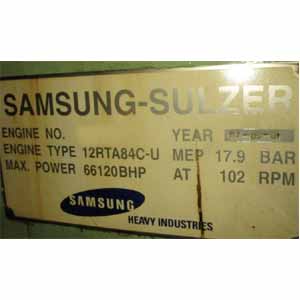 SAMSUNG-SULZER
ENGINE NO. YEAR
ENGINE TYPE 12RTA84C-U MEP 17.9 BAR
MAX. POWER 66120BHP AT 102 RPM
SAMSUNG
HEAVY INDUSTRIES